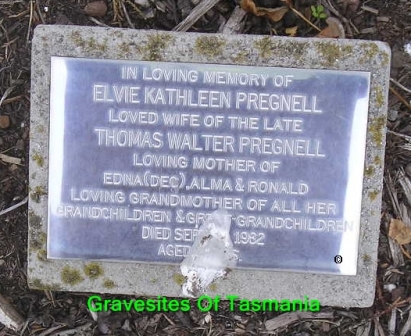 IN LOVING MEMORY OF
ELVIE KATHLEEN PREGNELL
LOVED WIFE OF THE LATE
THOMAS WALTER PREGNELL
LOVING MOTHER OF
EDNA (DEC), ALMA & RONALD
LOVING GRANDMOTHER OF ALL HER
GRANDCHILDREN & GREAT-GRANDCHILDREN
DIED 1982
AGED
©
Gravesites Of Tasmania